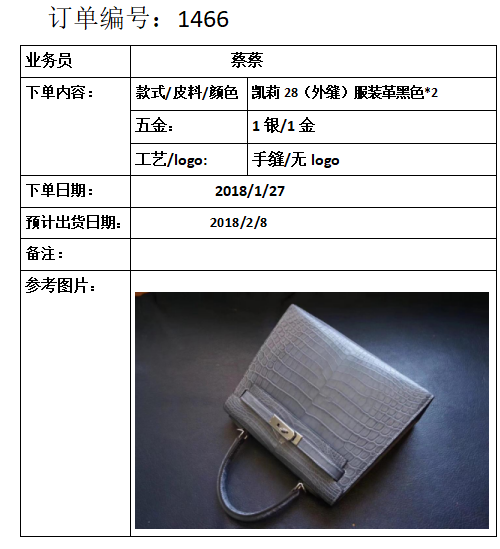 订单编号：1466
业务员 蔡蔡
下单内容： 款式/皮料/颜色 凯莉 28（外缝）服装革黑色*2
五金： 1 银/1 金
工艺/logo: 手缝/无 logo
下单日期： 2018/1/27
预计出货日期: 2018/2/8
备注：
参考图片：